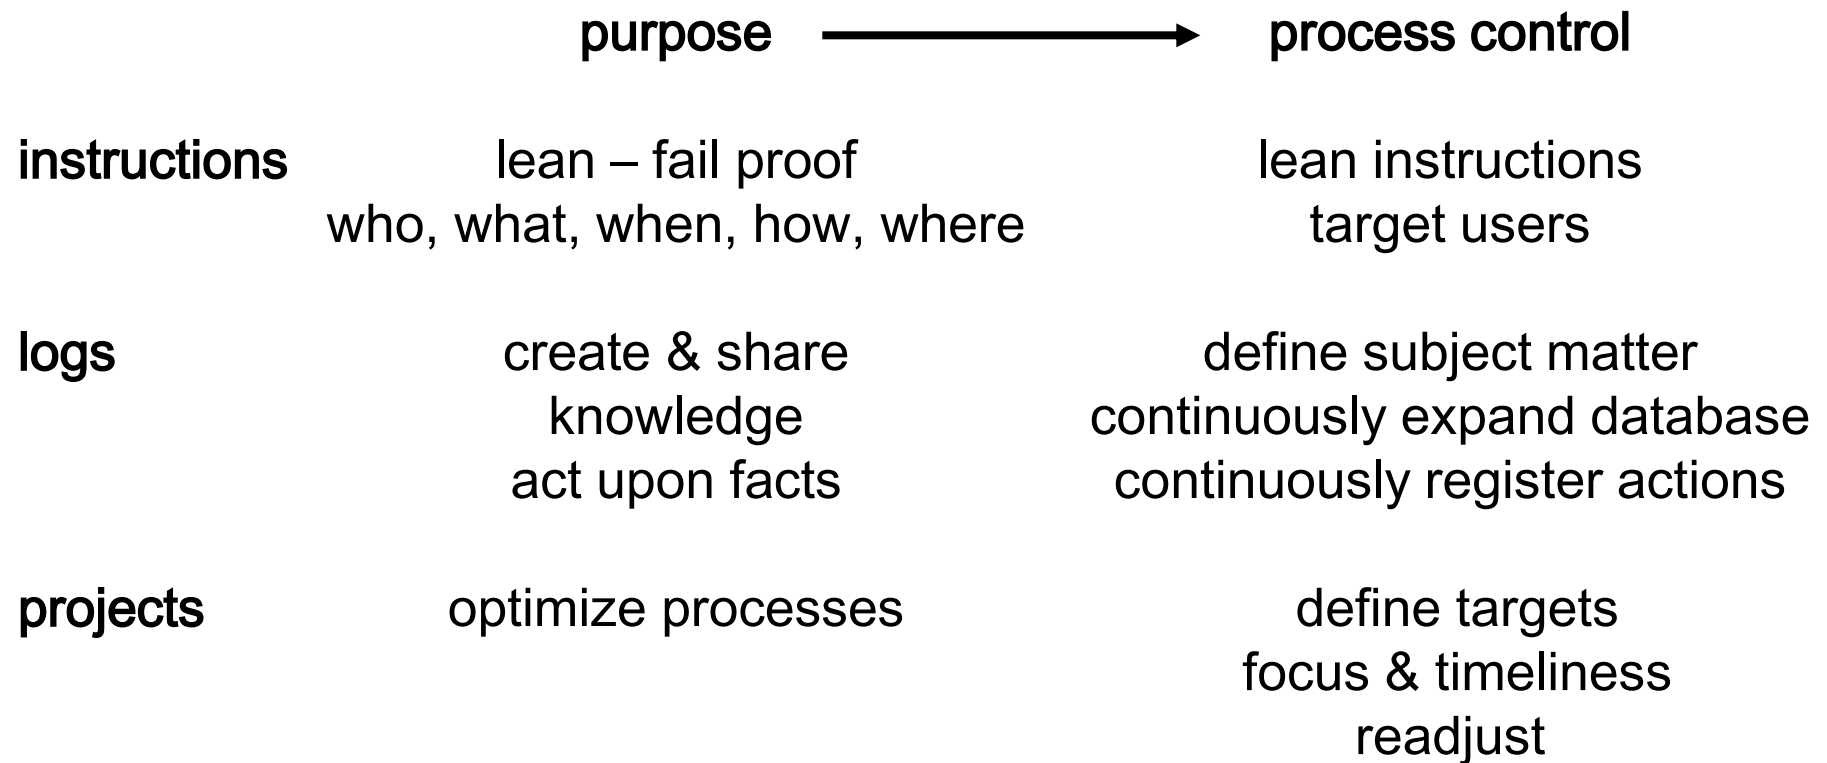 purpose process control
instructions lean – fail proof lean instructions
who, what, when, how, where target users
logs create & share define subject matter
knowledge continuously expand database
act upon facts continuously register actions
projects optimize processes define targets
focus & timeliness
readjust